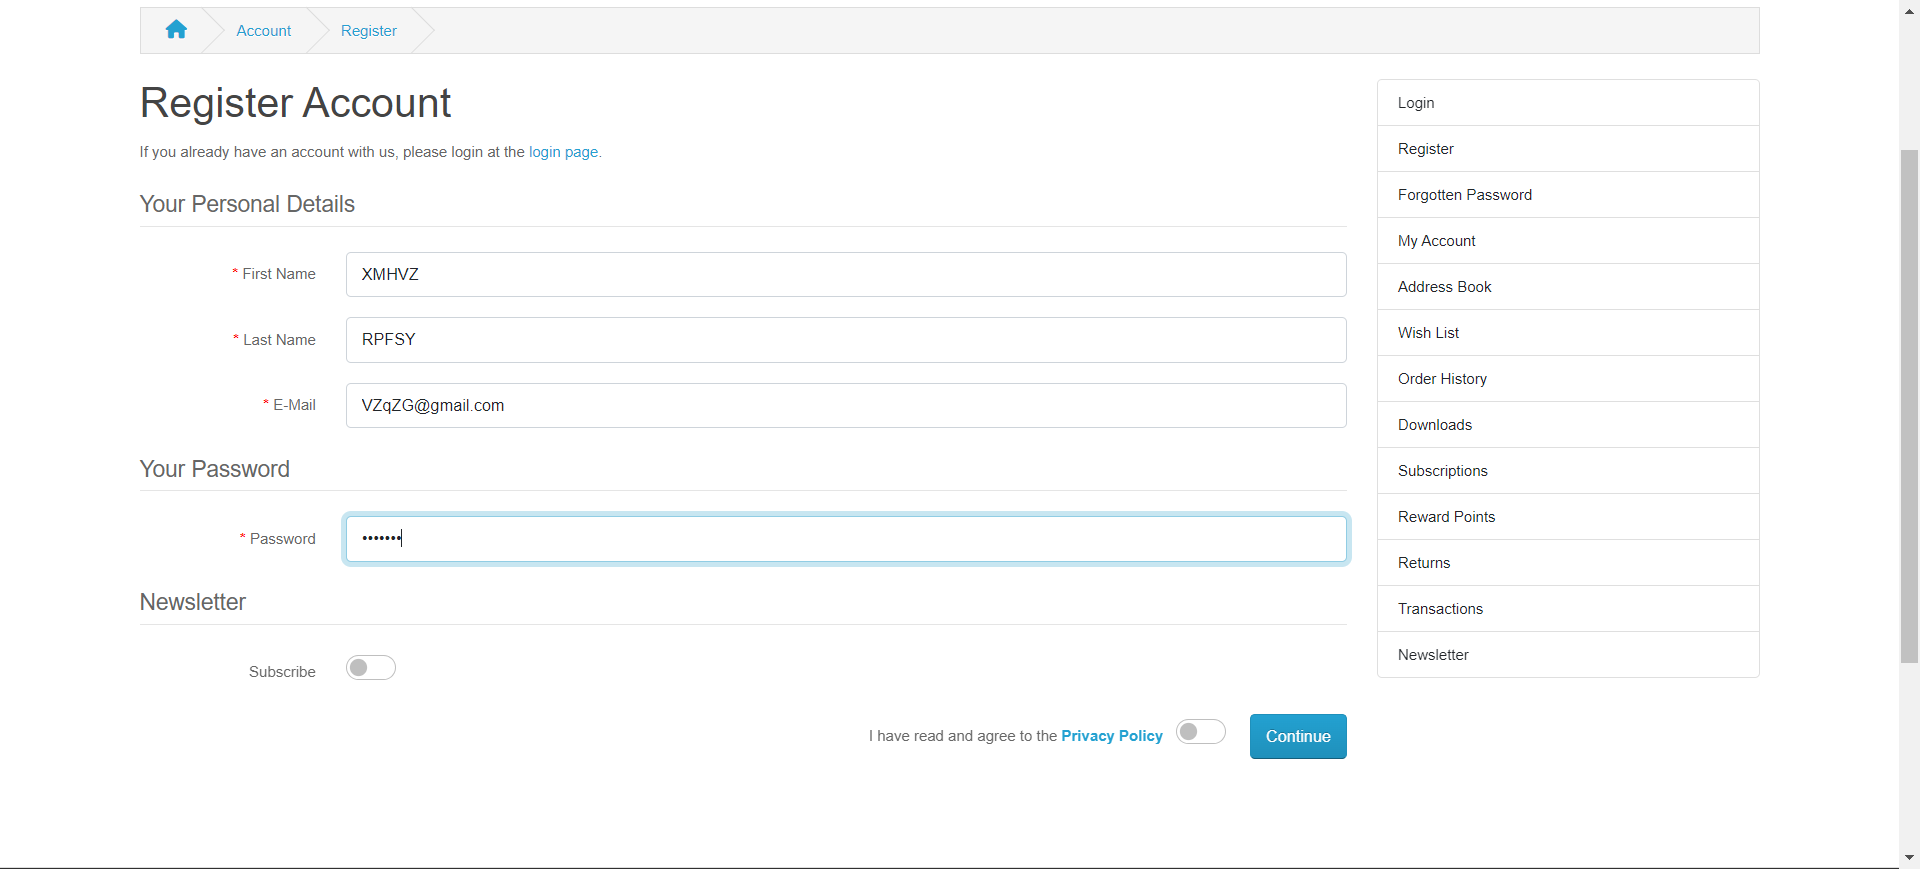 Account
Register
Register Account
If you already have an account with us, please login at the login page.
Your Personal Details
* First Name
XMHVZ
* Last Name
RPFSY
* E-Mail
VZqZG@gmail.com
Your Password
* Password
•••••••
Newsletter
Subscribe
I have read and agree to the Privacy Policy
Continue
Login
Register
Forgotten Password
My Account
Address Book
Wish List
Order History
Downloads
Subscriptions
Reward Points
Returns
Transactions
Newsletter